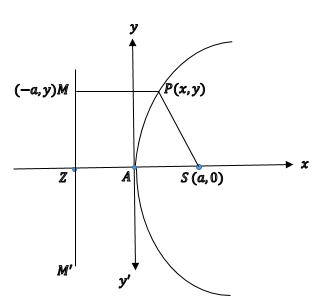 y
(−a, y)M P(x, y)
x
Z A S (a, 0)
M′
y′